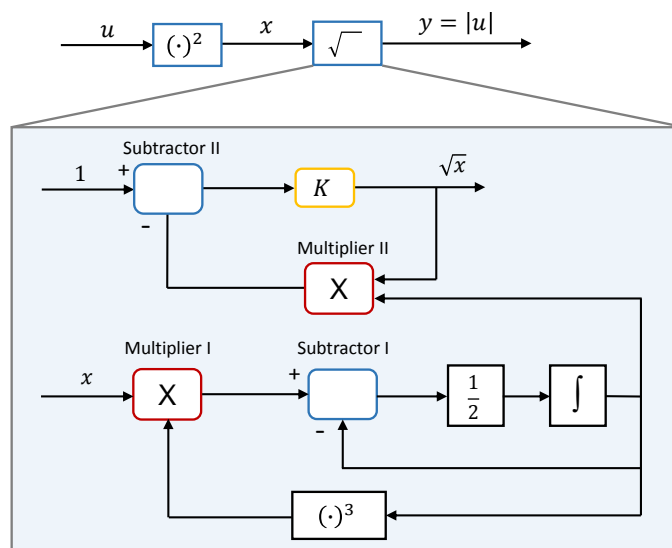 u (·)² x √ y = |u|
Subtractor II
1 + K √x
-
Multiplier II
X
Multiplier I Subtractor I
x X + 1/2 ∫
-
(·)³